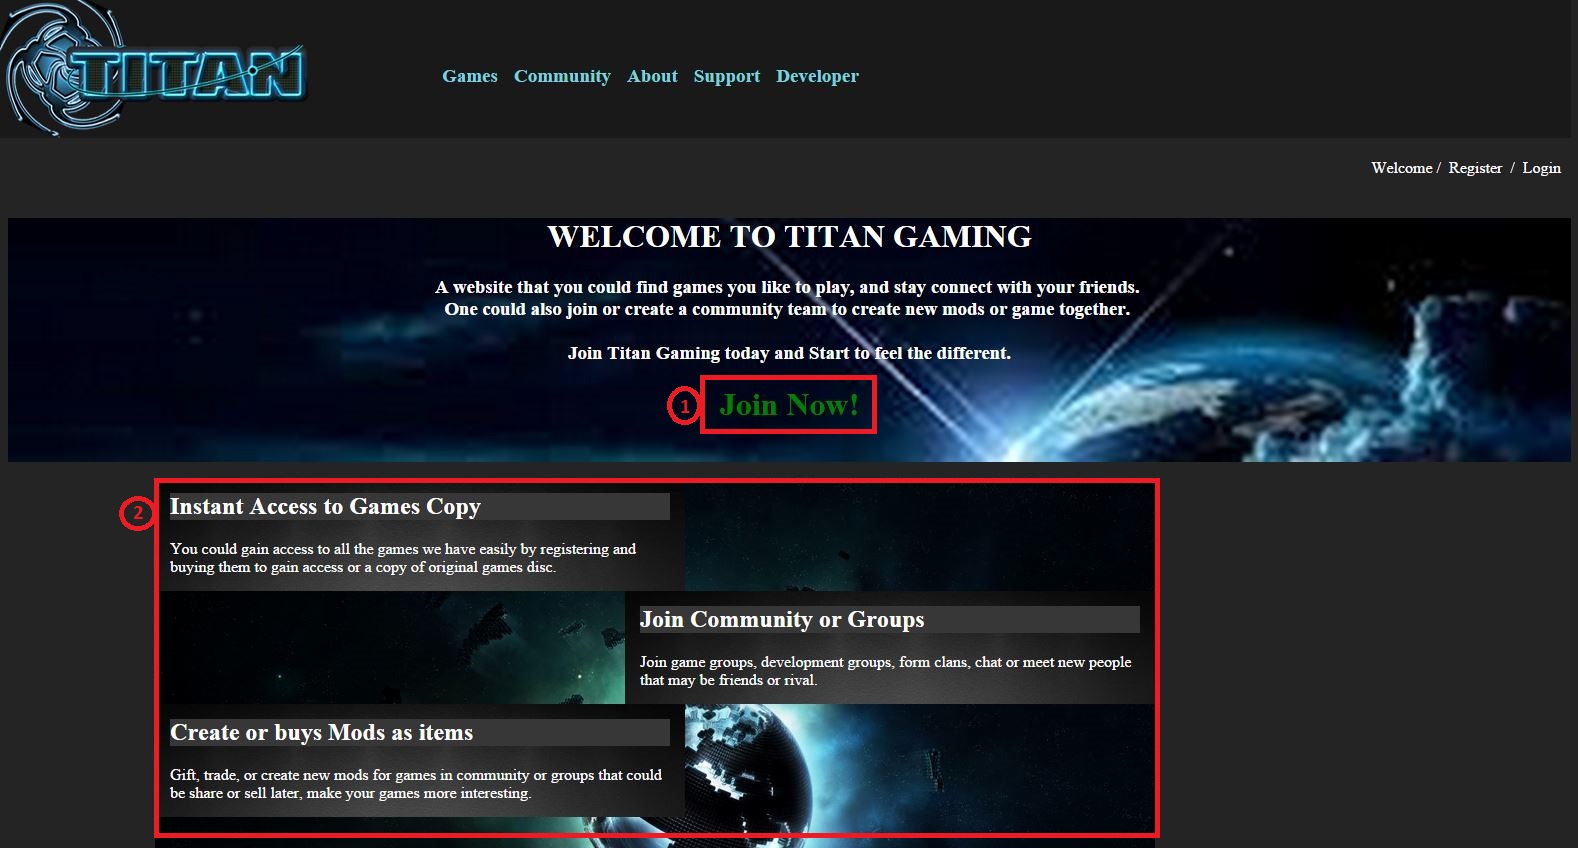 TITAN
Games Community About Support Developer
Welcome / Register / Login
WELCOME TO TITAN GAMING
A website that you could find games you like to play, and stay connect with your friends.
One could also join or create a community team to create new mods or game together.
Join Titan Gaming today and Start to feel the different.
1
Join Now!
2
Instant Access to Games Copy
You could gain access to all the games we have easily by registering and
buying them to gain access or a copy of original games disc.
Join Community or Groups
Join game groups, development groups, form clans, chat or meet new people
that may be friends or rival.
Create or buys Mods as items
Gift, trade, or create new mods for games in community or groups that could
be share or sell later, make your games more interesting.